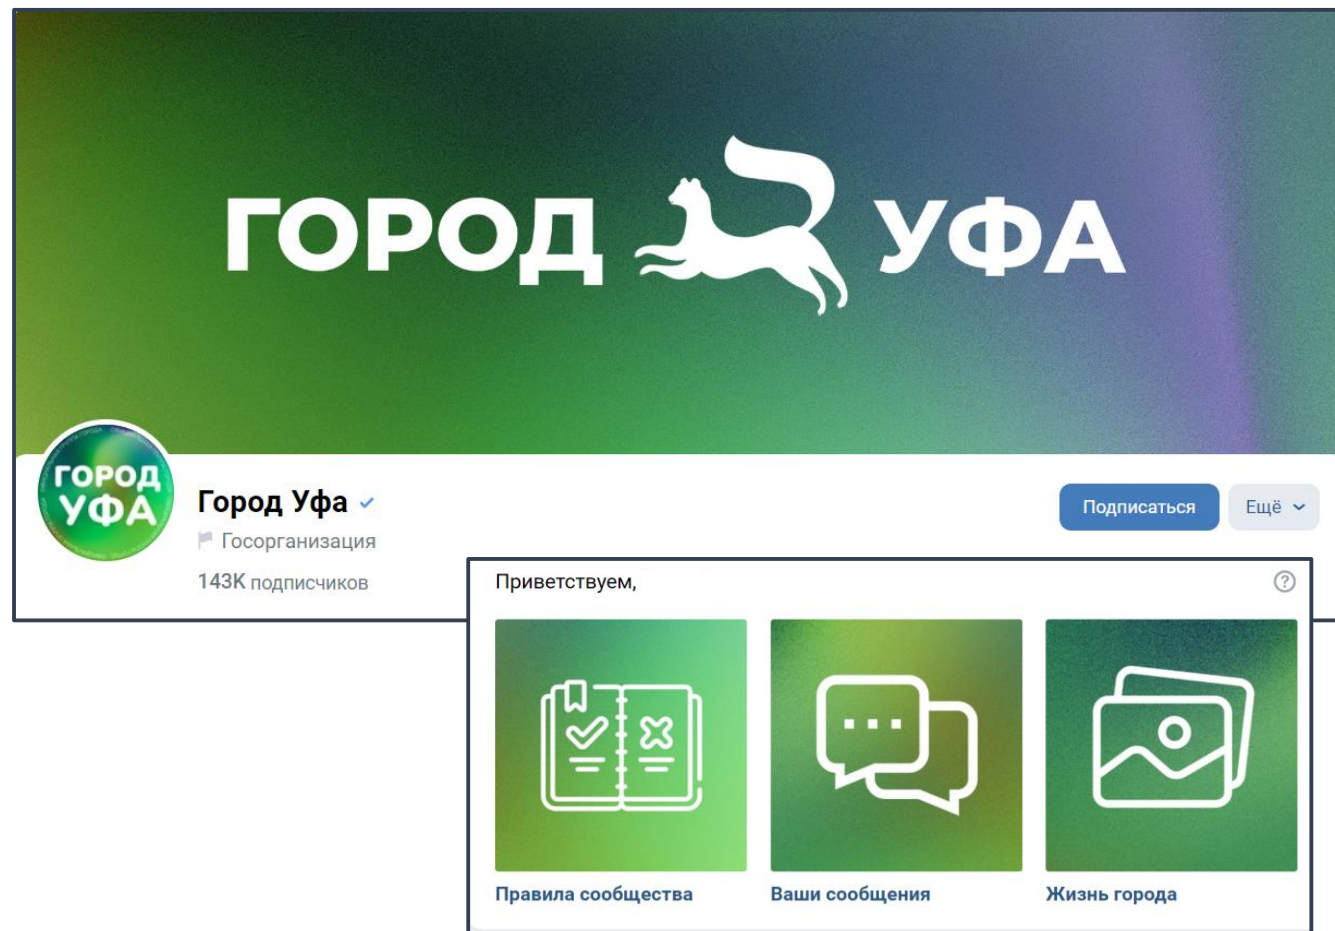 ГОРОД УФА
ГОРОД
УФА
Город Уфа
Госорганизация
143K подписчиков
Подписаться
Ещё
Приветствуем,
Правила сообщества
Ваши сообщения
Жизнь города